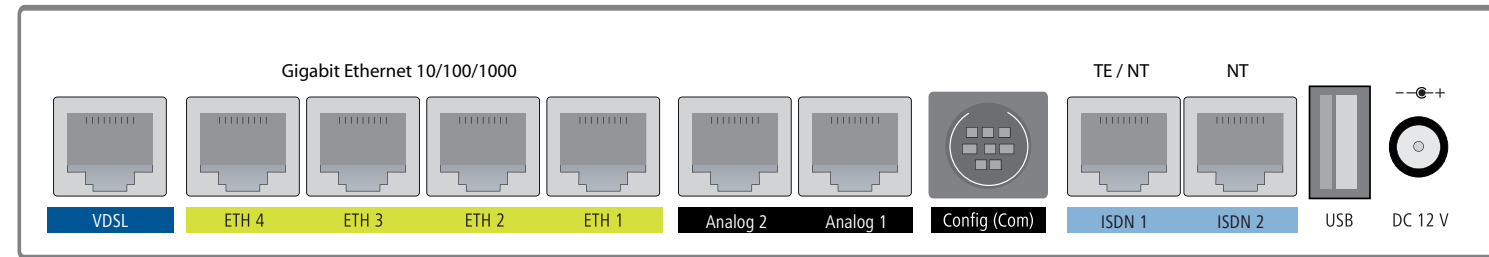 Gigabit Ethernet 10/100/1000
TE / NT
NT
VDSL
ETH 4
ETH 3
ETH 2
ETH 1
Analog 2
Analog 1
Config (Com)
ISDN 1
ISDN 2
USB
DC 12 V